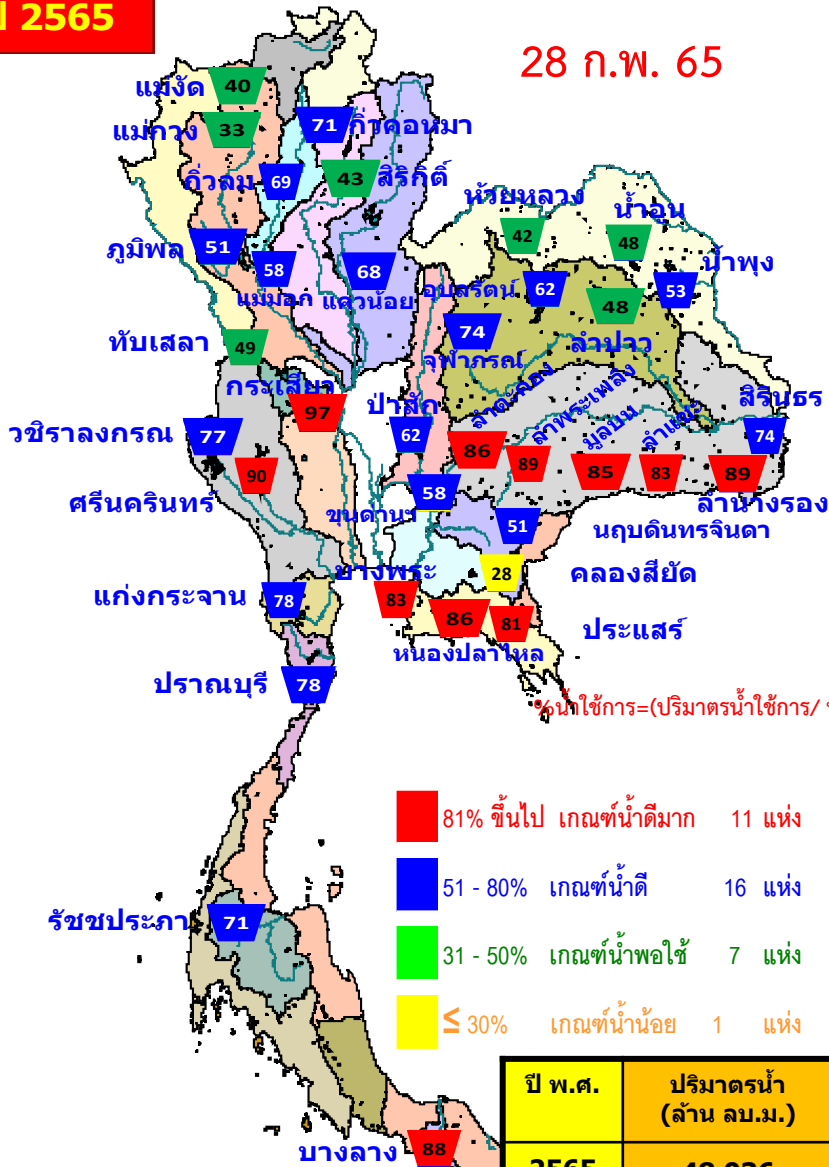 ปี 2565
28 ก.พ. 65
แม่งัด 40
แม่กวง 33
71 กิ่วคอหมา
กิ่วลม 69
43 สิริกิติ์
ห้วยหลวง
42
น้ำอูน
48
ภูมิพล 51
58
แม่มอก
68
แควน้อย
อุบลรัตน์ 62
น้ำพุง
53
74
จุฬาภรณ์
48
ลำปาว
ทับเสลา 49
กระเสียว
97
ป่าสัก
62
ลำตะคอง
86
ลำพระเพลิง
89
มูลบน
85
ลำแชะ
83
สิรินธร
74
วชิราลงกรณ 77
90
ศรีนครินทร์
89
ลำนางรอง
58
ขุนด่านฯ
51
นฤบดินทรจินดา
บางพระ
83
28
คลองสียัด
แก่งกระจาน 78
86
หนองปลาไหล
81
ประแสร์
ปราณบุรี 78
%น้ำใช้การ=(ปริมาตรน้ำใช้การ/
81% ขึ้นไป เกณฑ์น้ำดีมาก 11 แห่ง
51 - 80% เกณฑ์น้ำดี 16 แห่ง
31 - 50% เกณฑ์น้ำพอใช้ 7 แห่ง
≤ 30% เกณฑ์น้ำน้อย 1 แห่ง
รัชชประภา 71
ปี พ.ศ. ปริมาตรน้ำ
(ล้าน ลบ.ม.)
บางลาง 88
2565